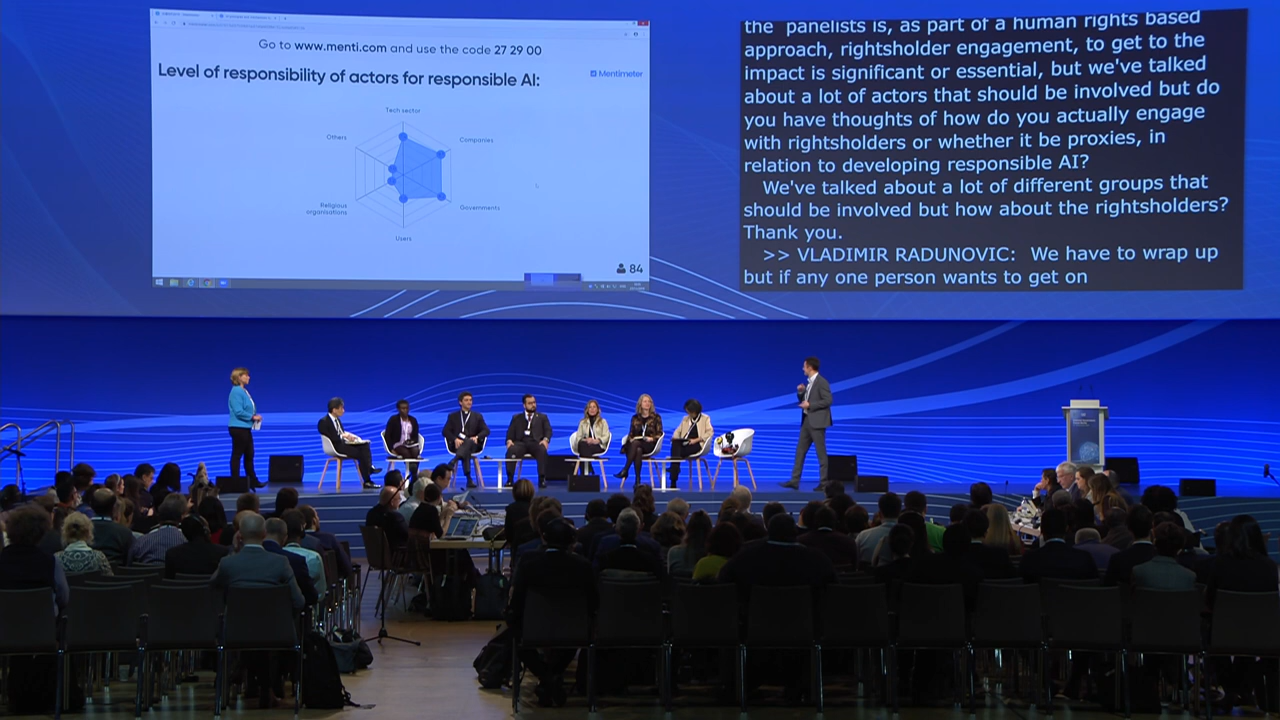 Go to www.menti.com and use the code 27 29 00
Level of responsibility of actors for responsible AI:
Mentimeter
Tech sector
Others
Companies
Religious
organisations
Governments
Users
84
the panelists is, as part of a human rights based
approach, rightsholder engagement, to get to the
impact is significant or essential, but we've talked
about a lot of actors that should be involved but do
you have thoughts of how do you actually engage
with rightsholders or whether it be proxies, in
relation to developing responsible AI?
We've talked about a lot of different groups that
should be involved but how about the rightsholders?
Thank you.
>> VLADIMIR RADUNOVIC: We have to wrap up
but if any one person wants to get on